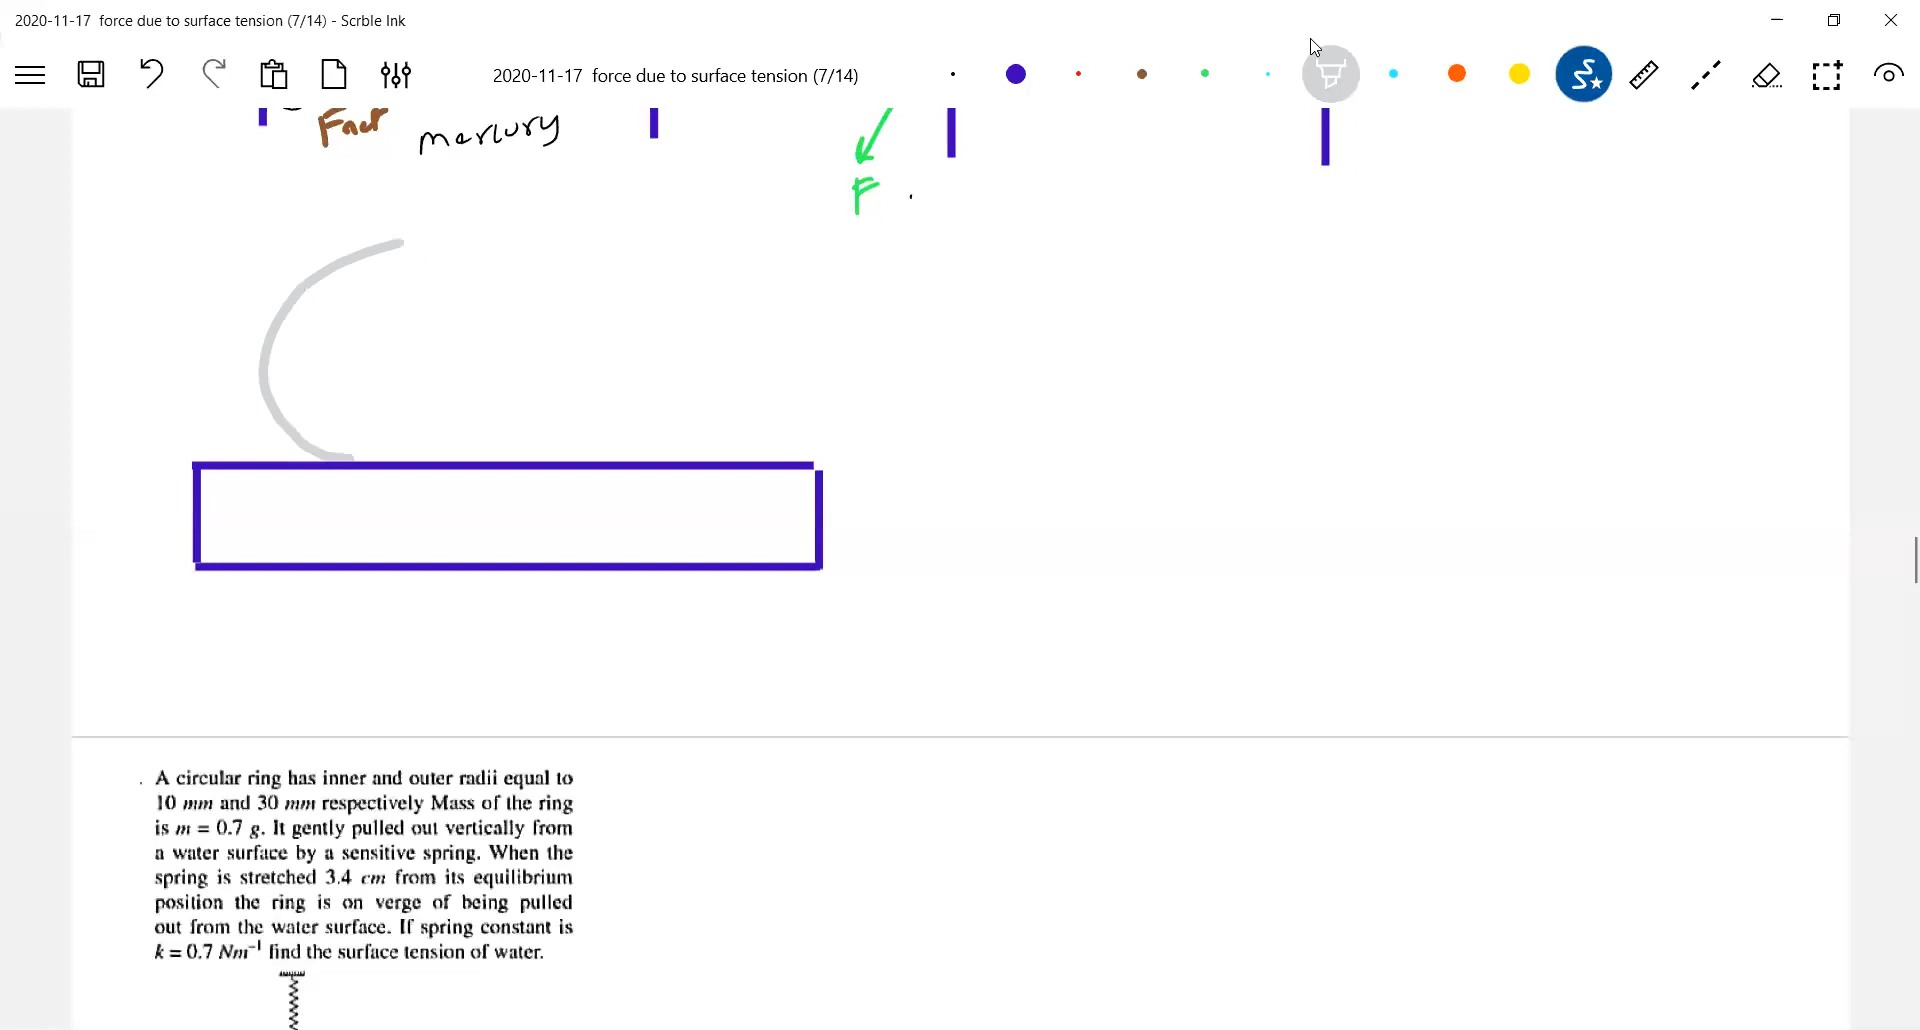 2020-11-17 force due to surface tension (7/14) - Scrble Ink
2020-11-17 force due to surface tension (7/14)
mercury
F
. A circular ring has inner and outer radii equal to
10 mm and 30 mm respectively Mass of the ring
is m = 0.7 g. It gently pulled out vertically from
a water surface by a sensitive spring. When the
spring is stretched 3.4 cm from its equilibrium
position the ring is on verge of being pulled
out from the water surface. If spring constant is
k = 0.7 Nm⁻¹ find the surface tension of water.